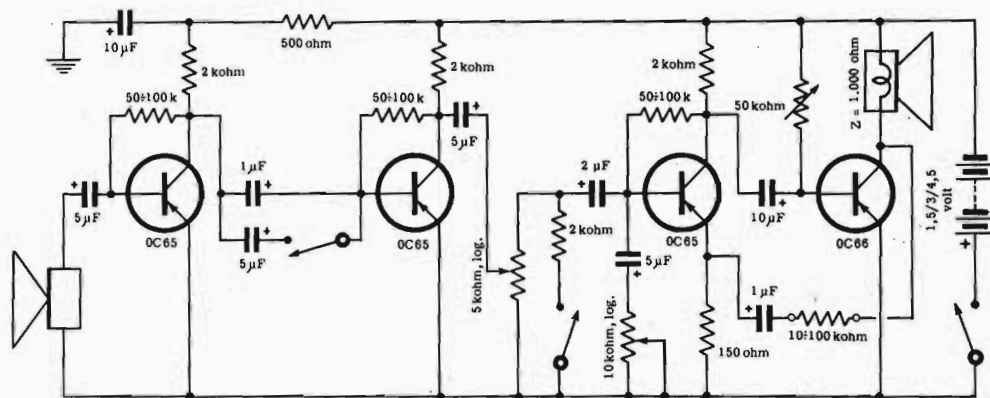 +
10 µF
500 ohm
2 kohm
2 kohm
2 kohm
50÷100 k
50÷100 k
50÷100 k
50 kohm
Z = 1.000 ohm
+
5 µF
+
5 µF
1 µF
+
2 µF
+
5 µF
+
10 µF
+
5 µF
+
0C65
0C65
0C65
0C66
2 kohm
5 kohm, log.
10 kohm, log.
150 ohm
1 µF
+
10÷100 kohm
1,5/3/4,5
volt
+